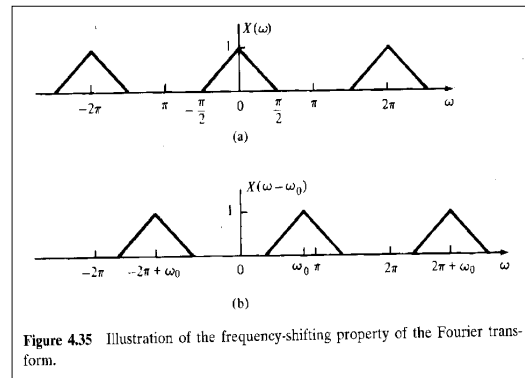 X(ω)
1
−2π π −π/2 0 π/2 π 2π ω
(a)
X(ω − ω₀)
1
−2π −2π + ω₀ 0 ω₀ π 2π 2π + ω₀ ω
(b)
Figure 4.35 Illustration of the frequency-shifting property of the Fourier trans-
form.